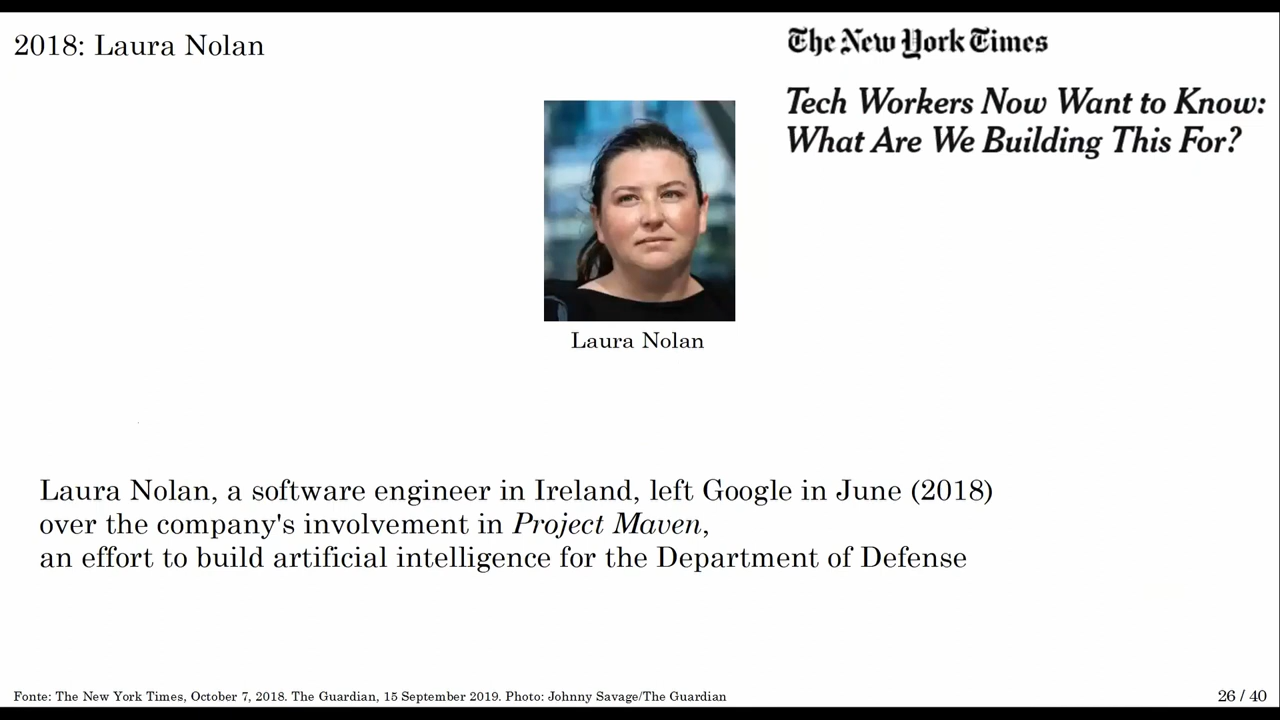 2018: Laura Nolan
The New York Times
Tech Workers Now Want to Know:
What Are We Building This For?
Laura Nolan
Laura Nolan, a software engineer in Ireland, left Google in June (2018)
over the company's involvement in Project Maven,
an effort to build artificial intelligence for the Department of Defense
Fonte: The New York Times, October 7, 2018. The Guardian, 15 September 2019. Photo: Johnny Savage/The Guardian
26 / 40